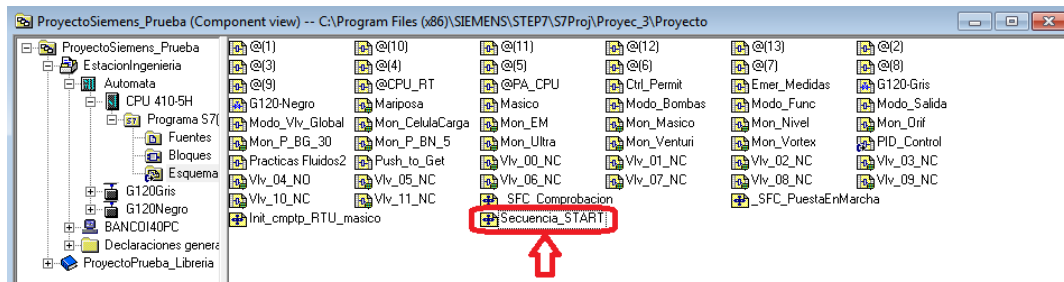 ProyectoSiemens_Prueba (Component view) -- C:\Program Files (x86)\SIEMENS\STEP7\S7Proj\Proyec_3\Proyecto
ProyectoSiemens_Prueba
EstacionIngenieria
Automata
CPU 410-5H
Programa S7(
Fuentes
Bloques
Esquema
G120Gris
G120Negro
BANCOI40PC
Declaraciones genera
ProyectoPrueba_Libreria
@(1) @(10) @(11) @(12) @(13) @(2)
@(3) @(4) @(5) @(6) @(7) @(8)
@(9) @CPU_RT @PA_CPU Ctrl_Permit Emer_Medidas G120-Gris
G120-Negro Mariposa Masico Modo_Bombas Modo_Func Modo_Salida
Modo_Vlv_Global Mon_CelulaCarga Mon_EM Mon_Masico Mon_Nivel Mon_Orif
Mon_P_BG_30 Mon_P_BN_5 Mon_Ultra Mon_Venturi Mon_Vortex PID_Control
Practicas Fluidos2 Push_to_Get Vlv_00_NC Vlv_01_NC Vlv_02_NC Vlv_03_NC
Vlv_04_NO Vlv_05_NC Vlv_06_NC Vlv_07_NC Vlv_08_NC Vlv_09_NC
Vlv_10_NC Vlv_11_NC _SFC_Comprobacion _SFC_PuestaEnMarcha
Init_cmptp_RTU_masico Secuencia_START